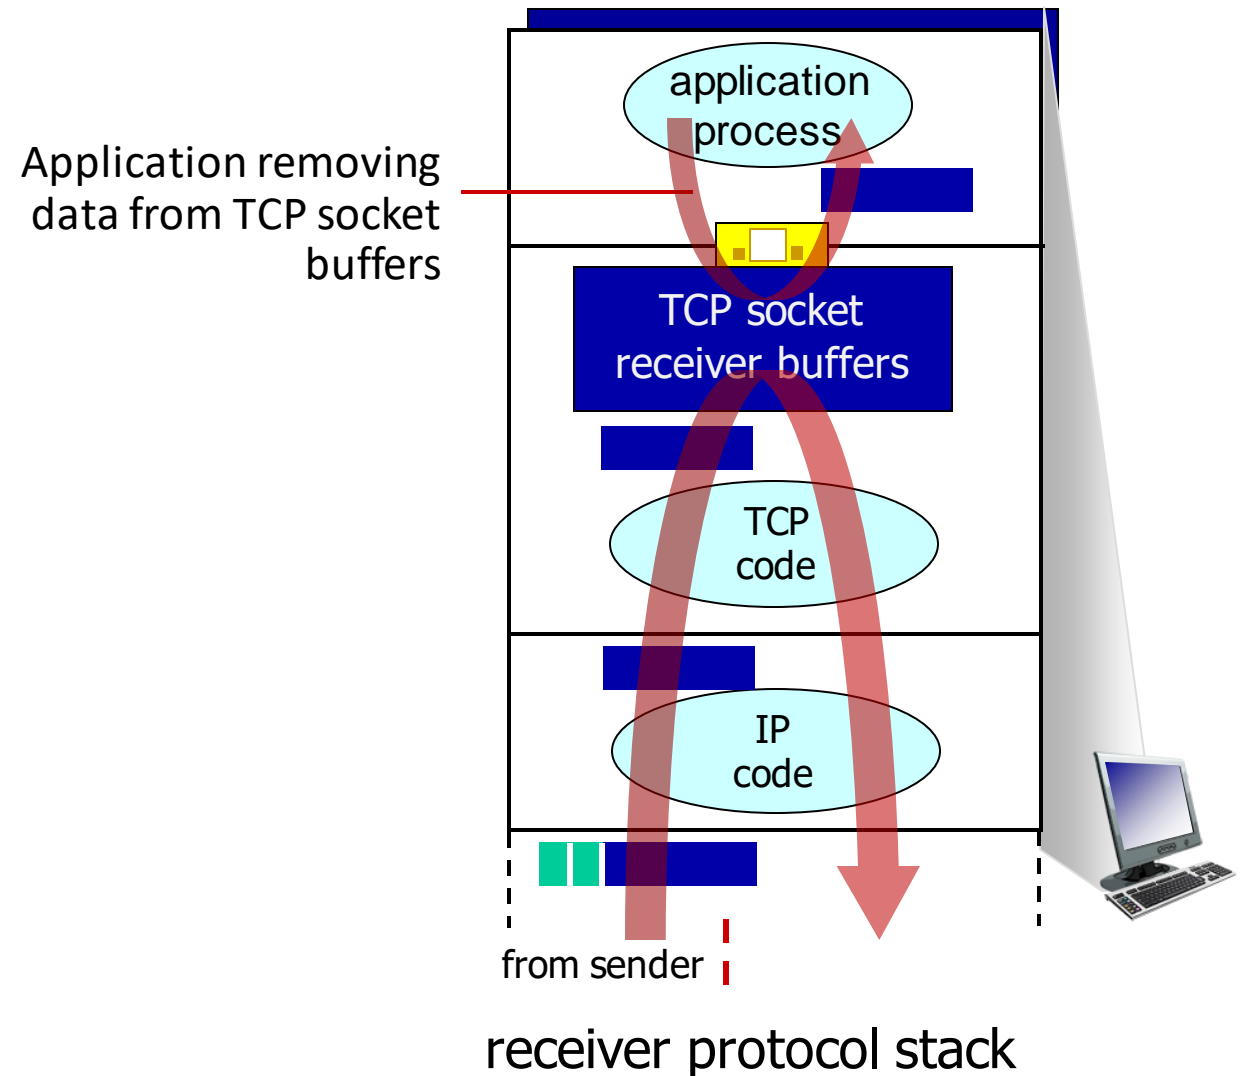 application
process
Application removing
data from TCP socket
buffers
TCP socket
receiver buffers
TCP
code
IP
code
from sender
receiver protocol stack